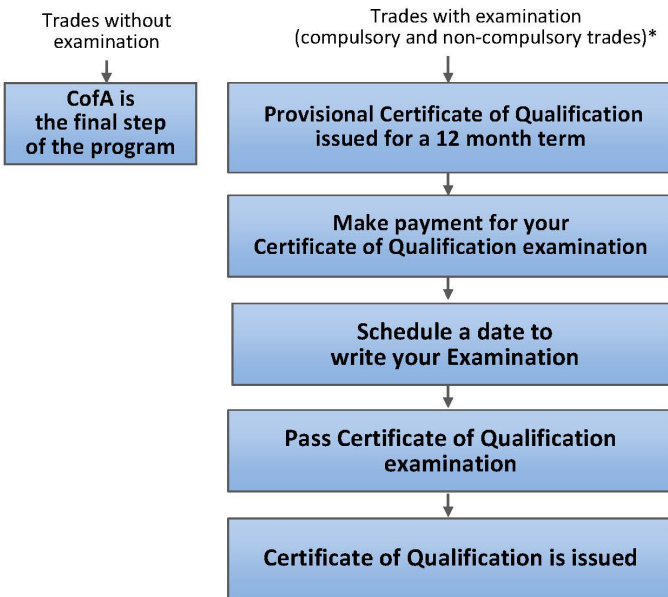 Trades without
examination
CofA is
the final step
of the program
Trades with examination
(compulsory and non-compulsory trades)*
Provisional Certificate of Qualification
issued for a 12 month term
Make payment for your
Certificate of Qualification examination
Schedule a date to
write your Examination
Pass Certificate of Qualification
examination
Certificate of Qualification is issued